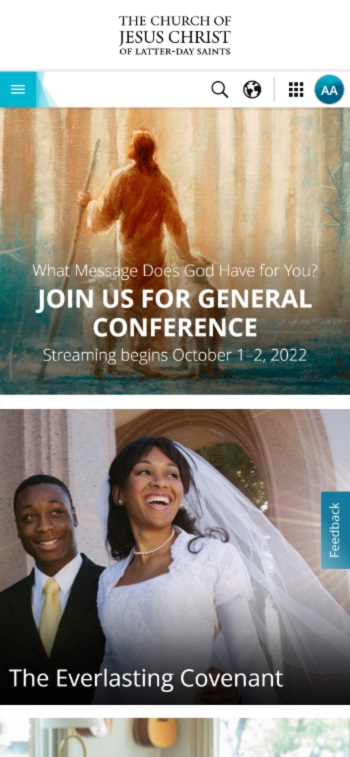 THE CHURCH OF
JESUS CHRIST
OF LATTER-DAY SAINTS
AA
What Message Does God Have for You?
JOIN US FOR GENERAL
CONFERENCE
Streaming begins October 1–2, 2022
Feedback
The Everlasting Covenant